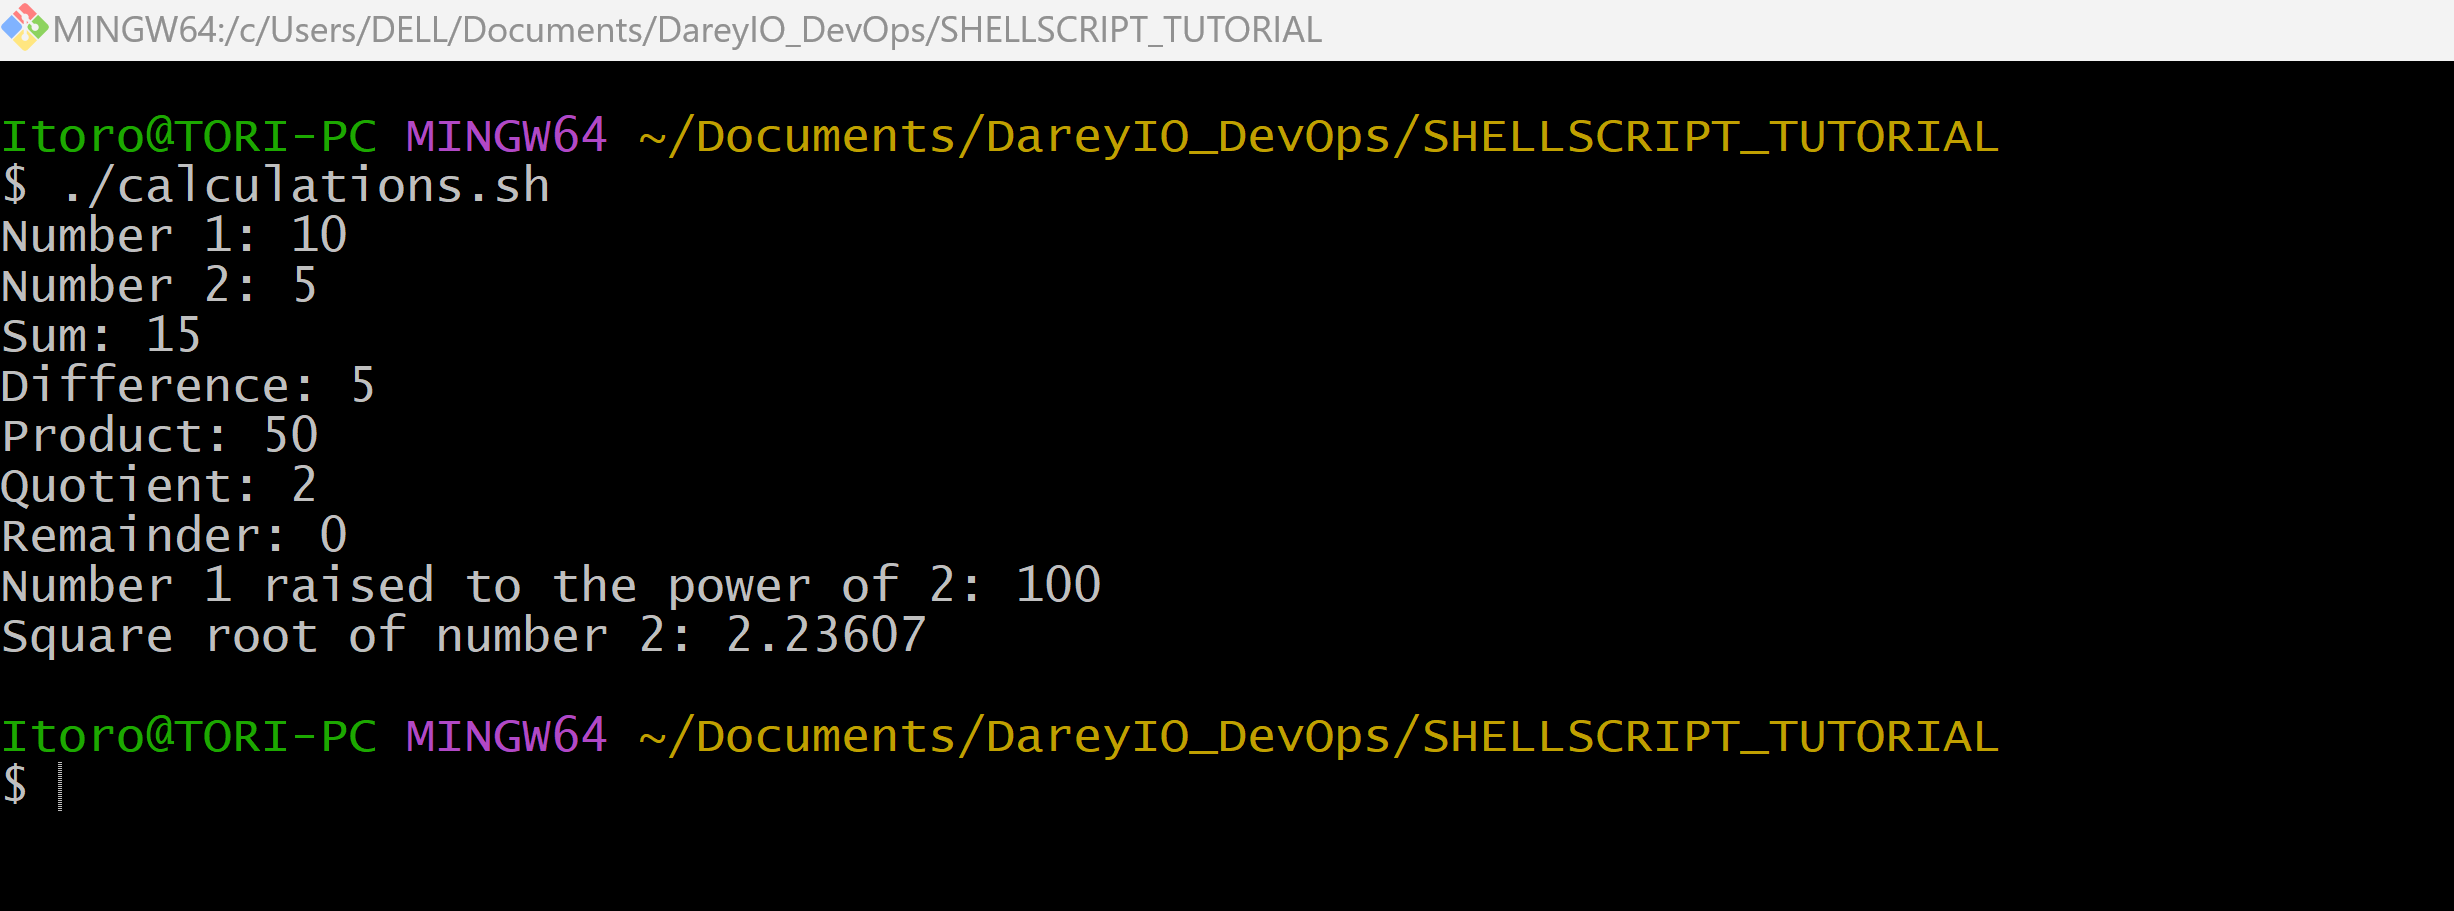 MINGW64:/c/Users/DELL/Documents/DareyIO_DevOps/SHELLSCRIPT_TUTORIAL
Itoro@TORI-PC MINGW64 ~/Documents/DareyIO_DevOps/SHELLSCRIPT_TUTORIAL
$ ./calculations.sh
Number 1: 10
Number 2: 5
Sum: 15
Difference: 5
Product: 50
Quotient: 2
Remainder: 0
Number 1 raised to the power of 2: 100
Square root of number 2: 2.23607
Itoro@TORI-PC MINGW64 ~/Documents/DareyIO_DevOps/SHELLSCRIPT_TUTORIAL
$